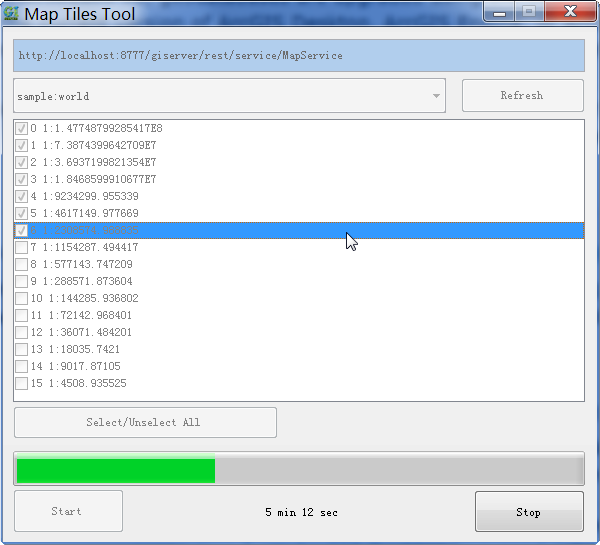 Map Tiles Tool
http://localhost:8777/giserver/rest/service/MapService
sample:world
Refresh
0 1:1.47748799285417E8
1 1:7.3874399642709E7
2 1:3.6937199821354E7
3 1:1.8468599910677E7
4 1:9234299.955339
5 1:4617149.977669
7 1:1154287.494417
8 1:577143.747209
9 1:288571.873604
10 1:144285.936802
11 1:72142.968401
12 1:36071.484201
13 1:18035.7421
14 1:9017.87105
15 1:4508.935525
Select/Unselect All
Start
5 min 12 sec
Stop